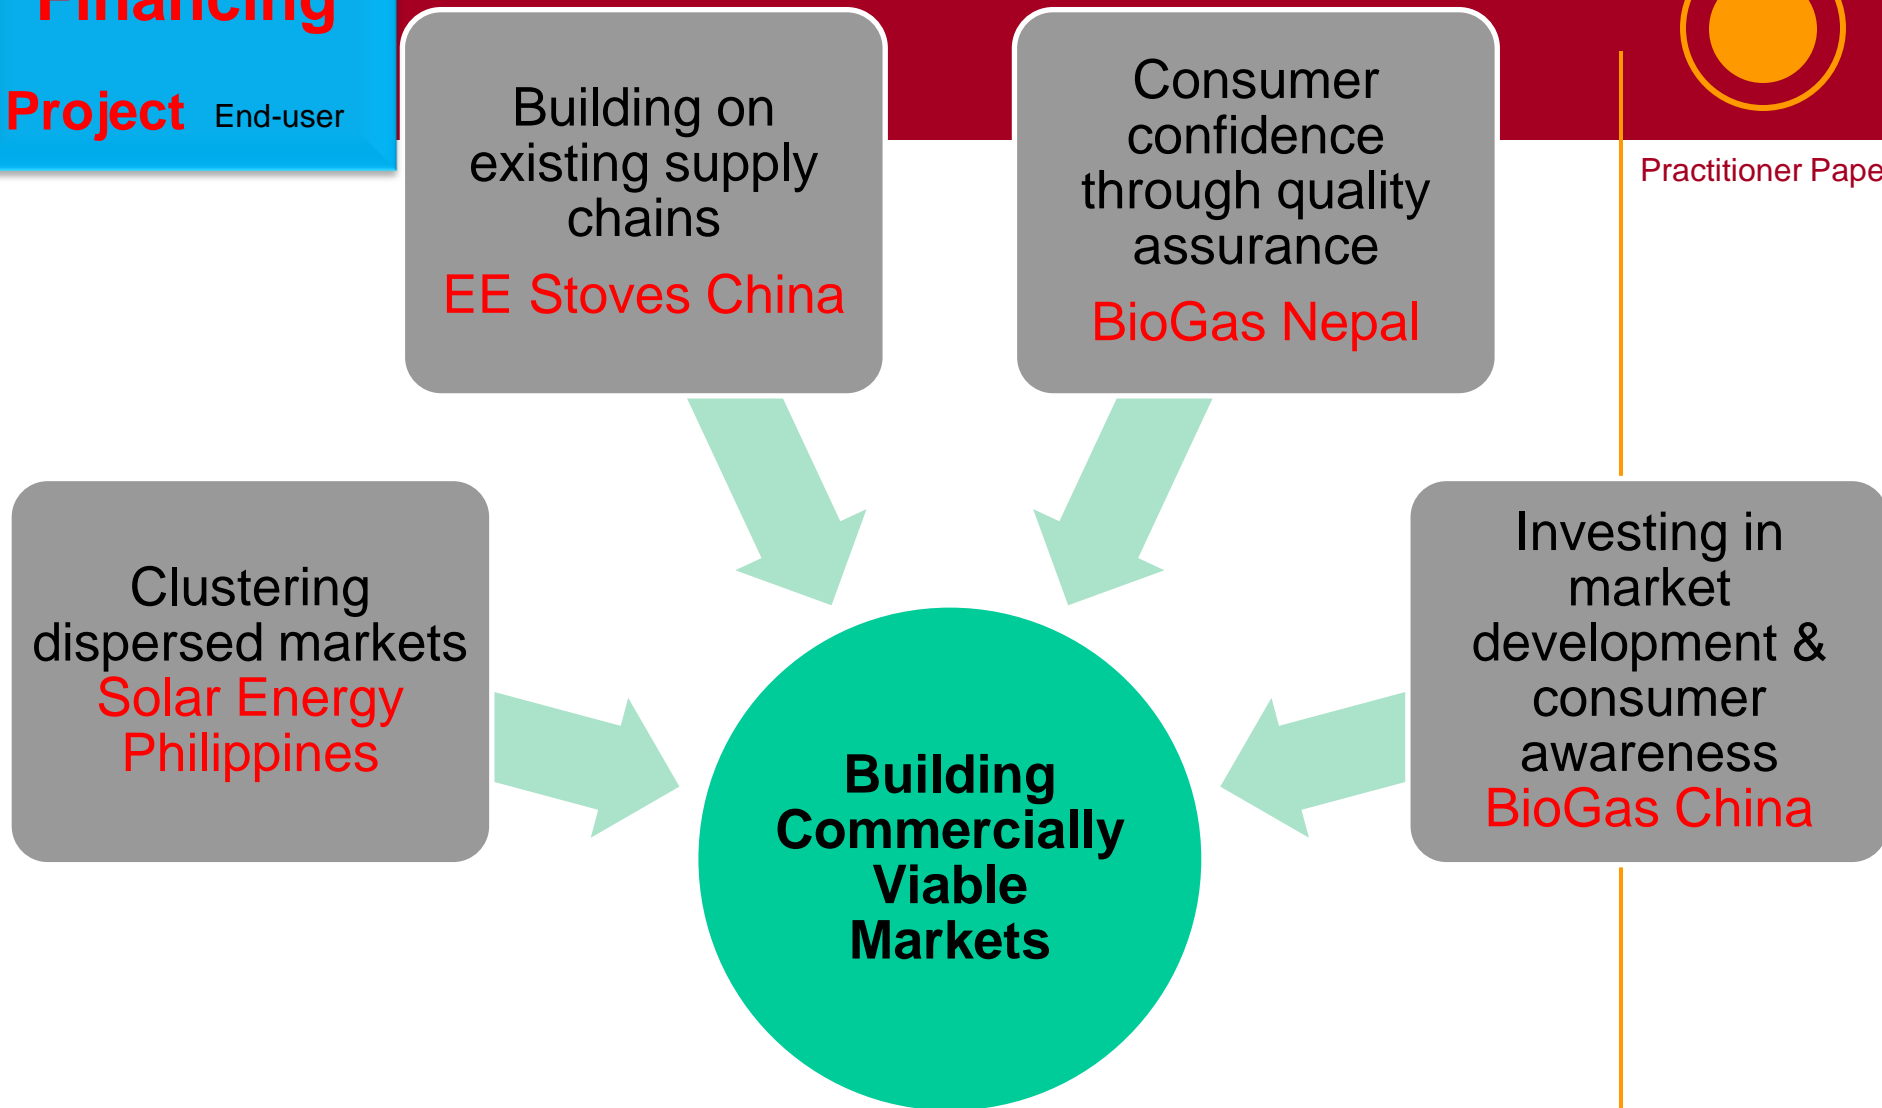 Financing
Project End-user
Practitioner Pape
Building on
existing supply
chains
EE Stoves China
Consumer
confidence
through quality
assurance
BioGas Nepal
Clustering
dispersed markets
Solar Energy
Philippines
Investing in
market
development &
consumer
awareness
BioGas China
Building
Commercially
Viable
Markets